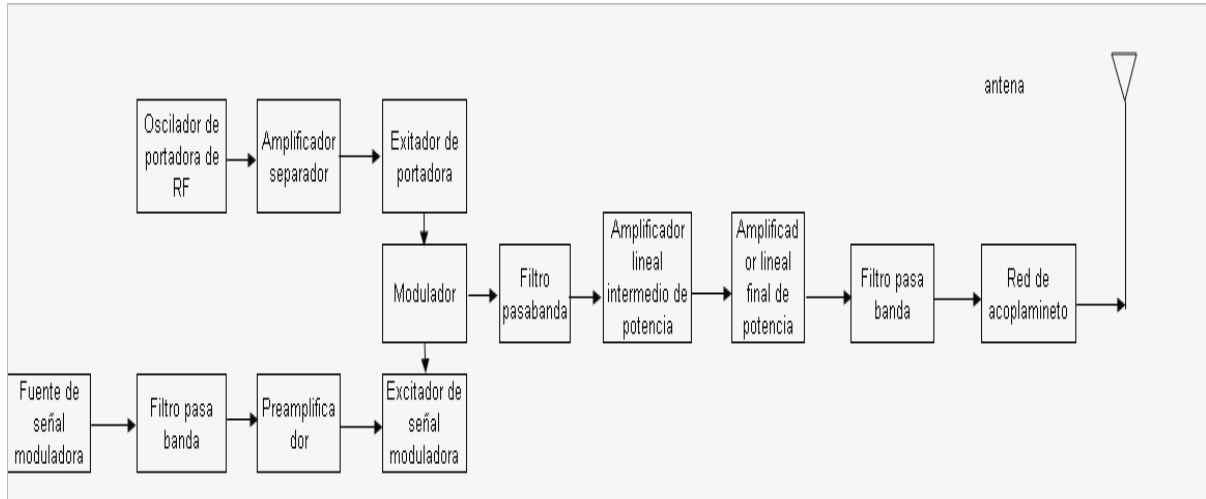 antena
Oscilador de
portadora de
RF
Amplificador
separador
Exitador de
portadora
Modulador
Filtro
pasabanda
Amplificador
lineal
intermedio de
potencia
Amplificad
or lineal
final de
potencia
Filtro pasa
banda
Red de
acoplamineto
Fuente de
señal
moduladora
Filtro pasa
banda
Preamplifica
dor
Excitador de
señal
moduladora